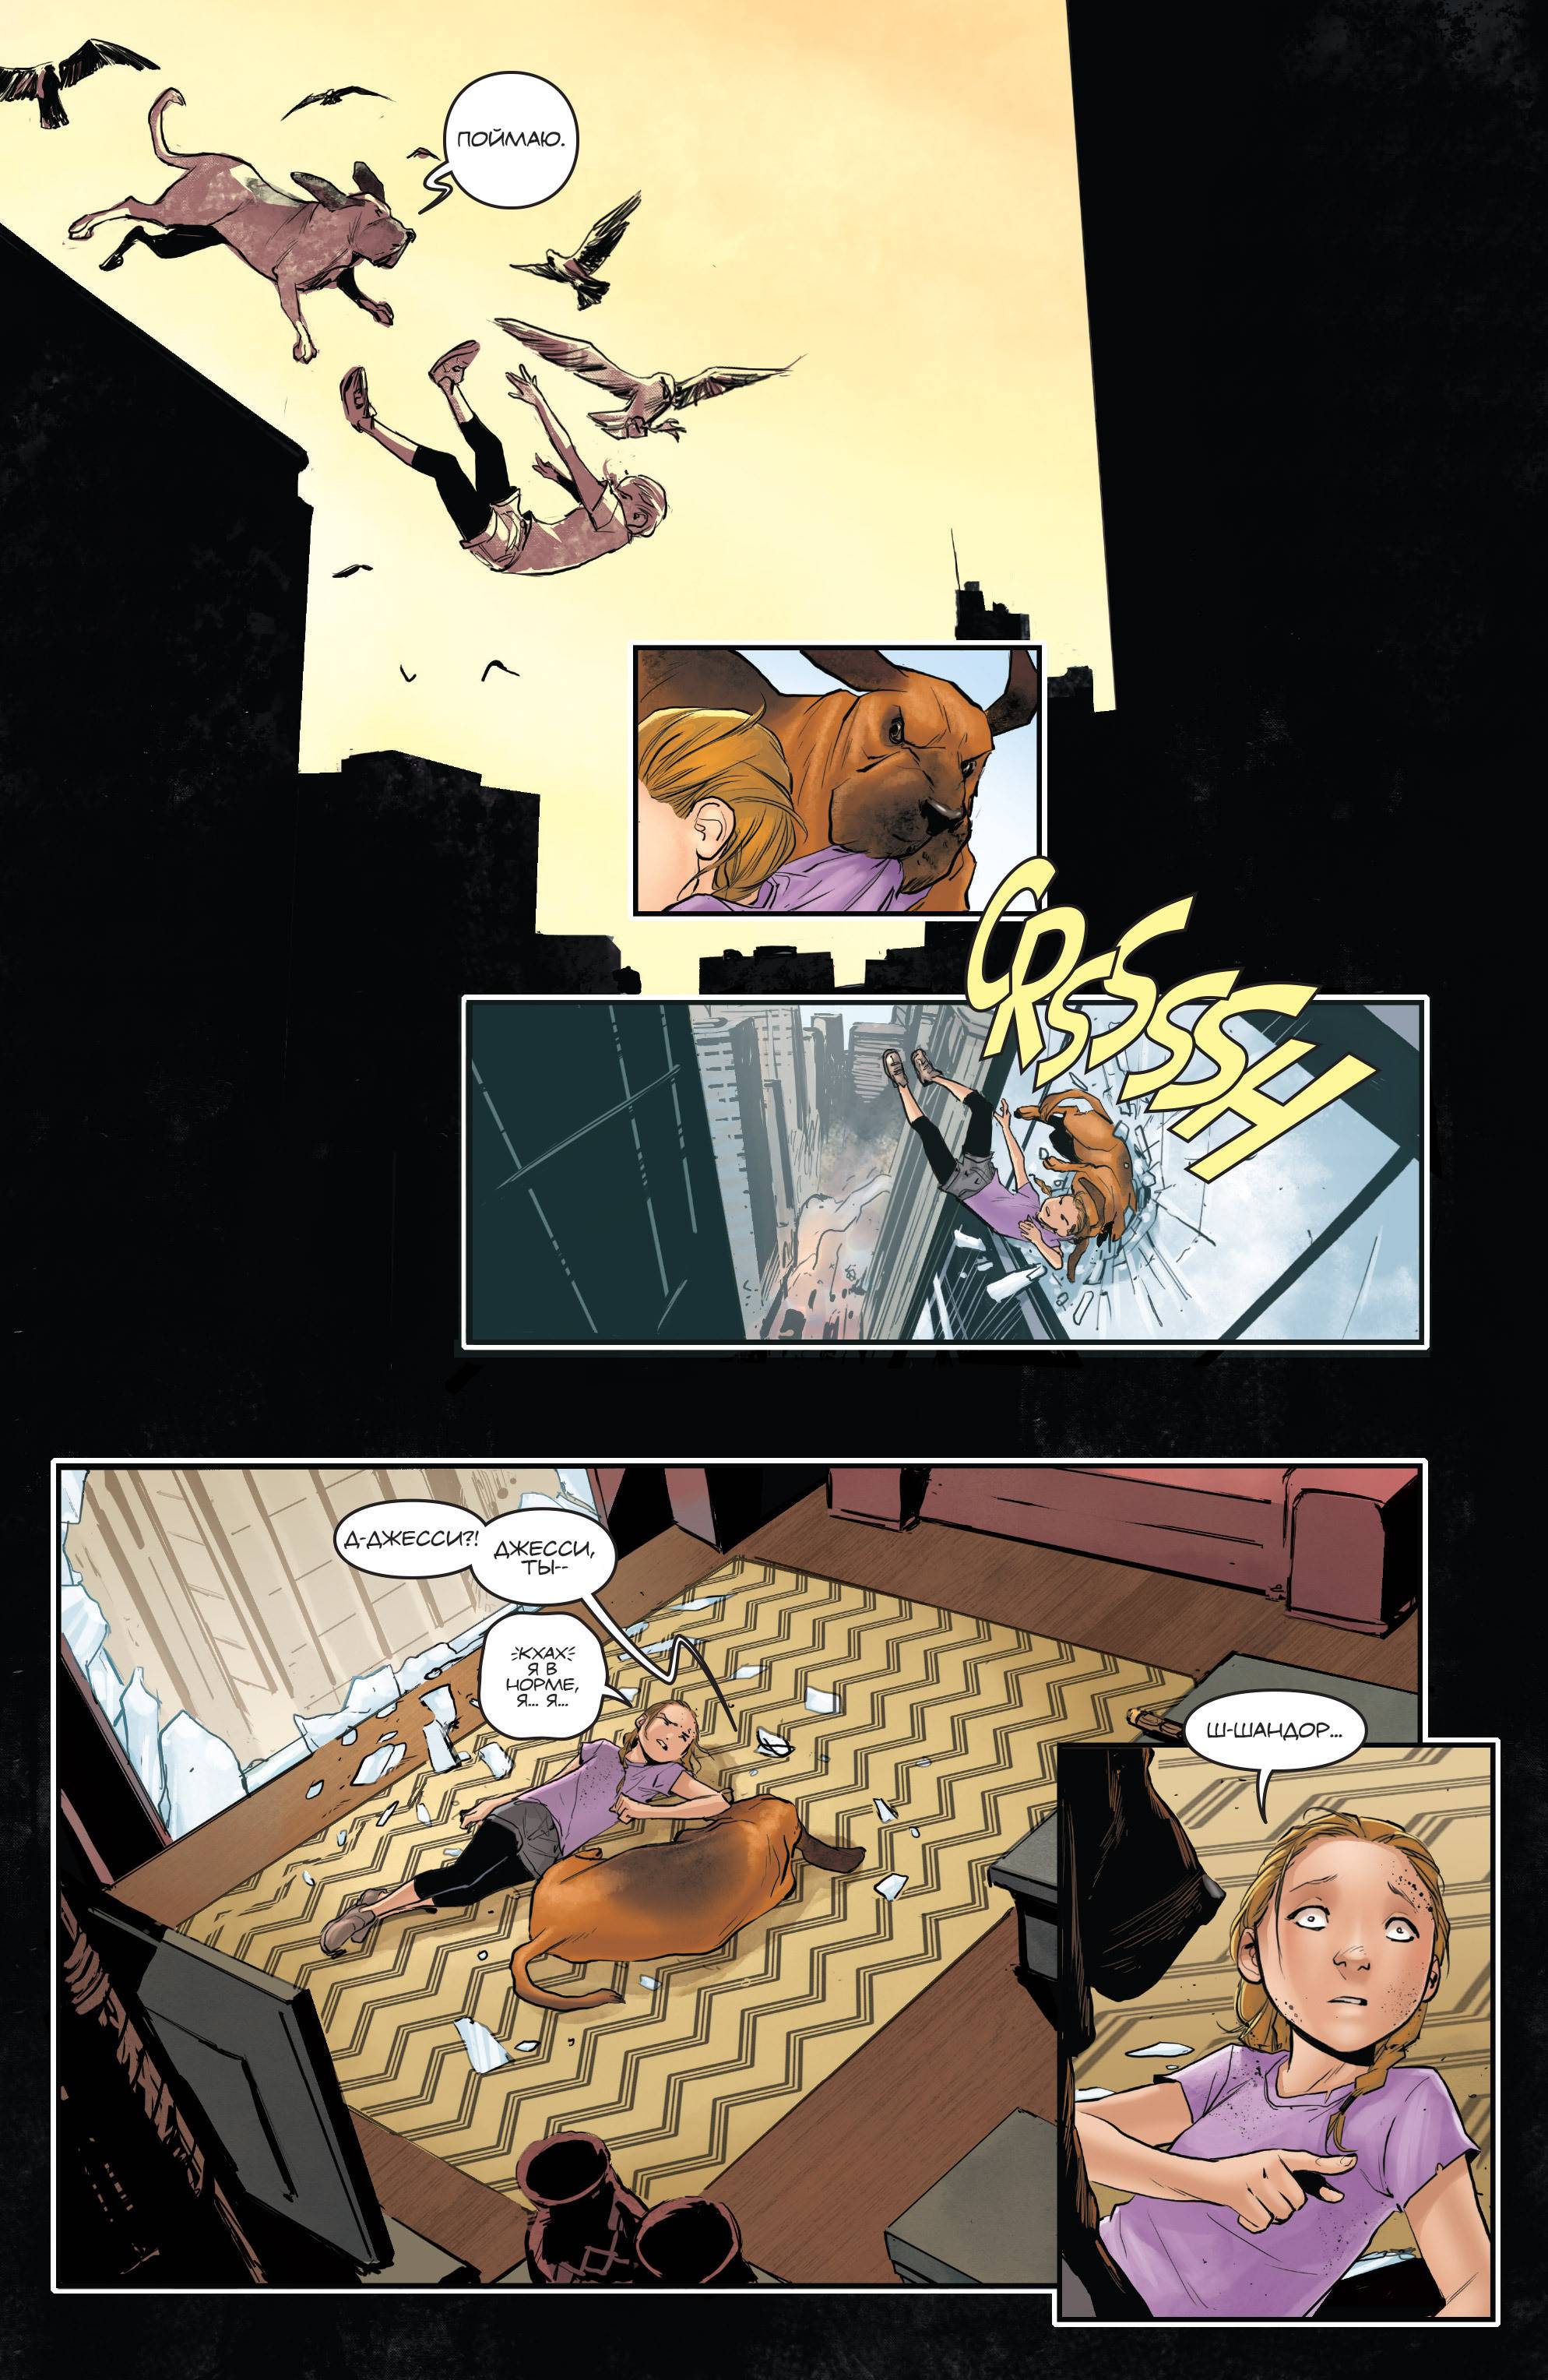 ПОЙМАЮ.
CRSSSSH
Д-ДЖЕССИ?!
ДЖЕССИ,
ТЫ--
КХАХ
Я В
НОРМЕ,
Я... Я...
Ш-ШАНДОР...